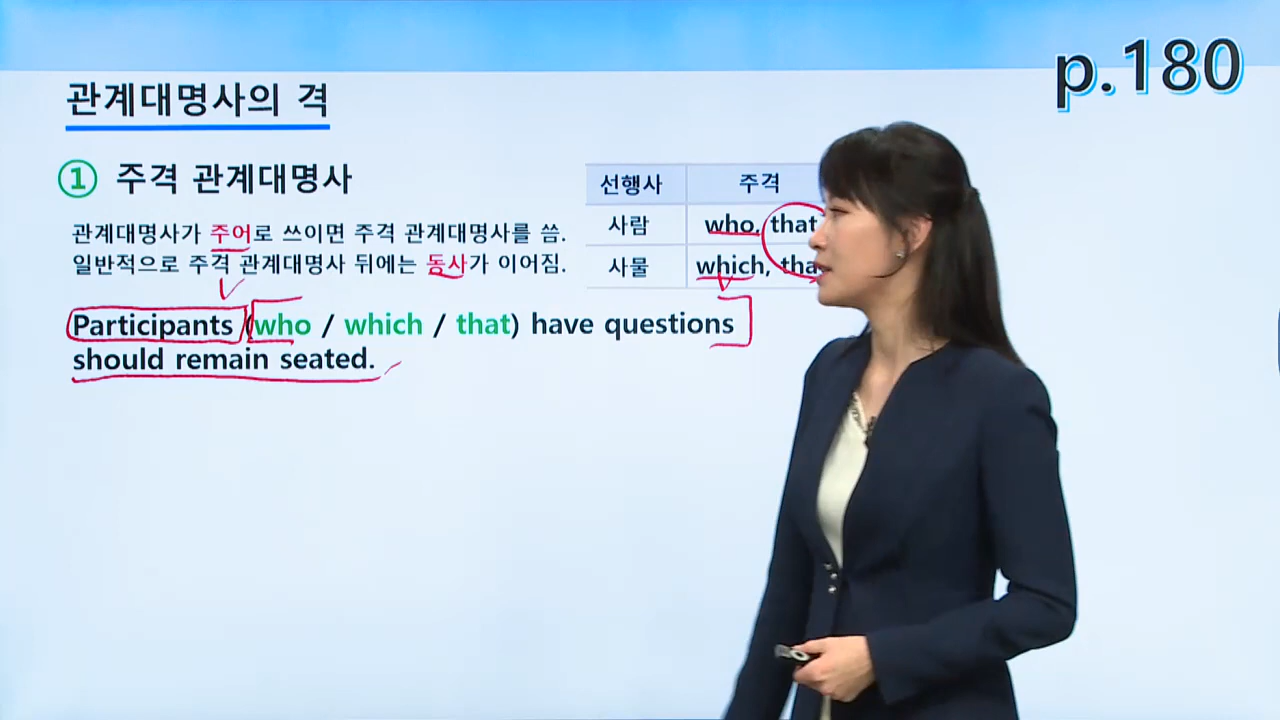 p.180
관계대명사의 격
① 주격 관계대명사
관계대명사가 주어로 쓰이면 주격 관계대명사를 씀.
일반적으로 주격 관계대명사 뒤에는 동사가 이어짐.
선행사 주격
사람 who, that
사물 which, tha
Participants (who / which / that) have questions
should remain seated.